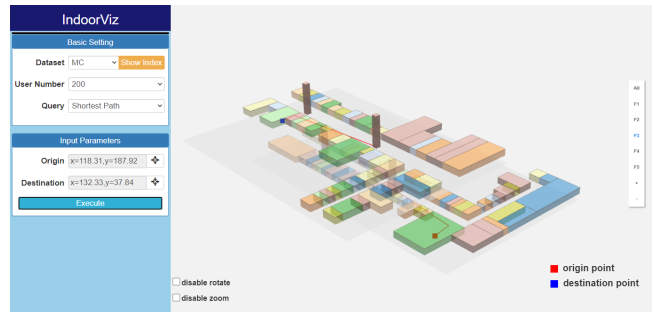 IndoorViz
Basic Setting
Dataset MC Show Index
User Number 200
Query Shortest Path
Input Parameters
Origin x=118.31,y=187.92
Destination x=132.33,y=37.84
Execute
disable rotate
disable zoom
All
F1
F2
F3
F4
F5
+
-
origin point
destination point